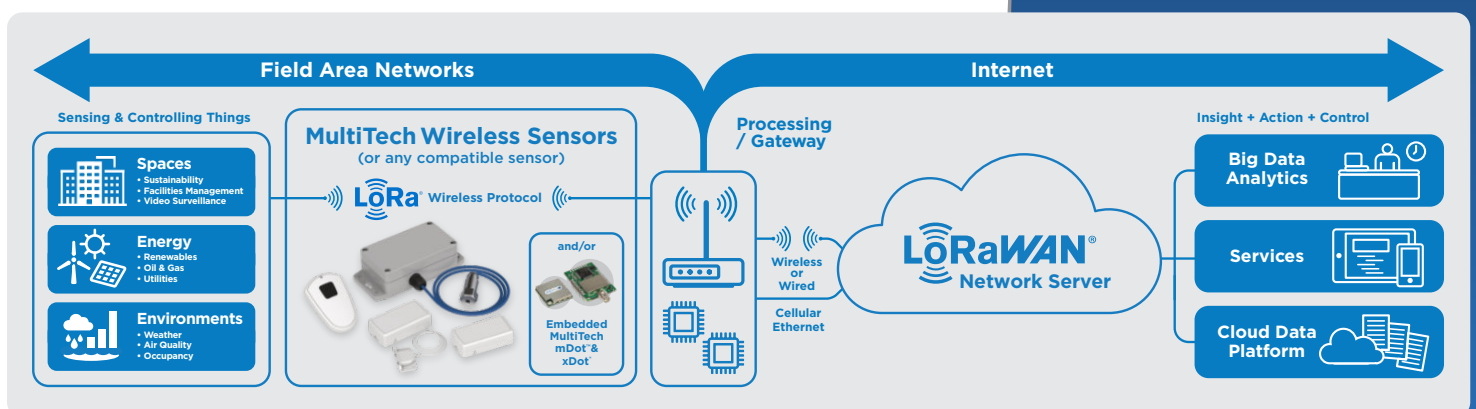 Field Area Networks
Internet
Sensing & Controlling Things
Spaces
• Sustainability
• Facilities Management
• Video Surveillance
Energy
• Renewables
• Oil & Gas
• Utilities
Environments
• Weather
• Air Quality
• Occupancy
MultiTech Wireless Sensors
(or any compatible sensor)
LoRa® Wireless Protocol
and/or
Embedded
MultiTech
mDot™ &
xDot®
Processing
/ Gateway
Wireless
or
Wired
Cellular
Ethernet
LoRaWAN®
Network Server
Insight + Action + Control
Big Data
Analytics
Services
Cloud Data
Platform